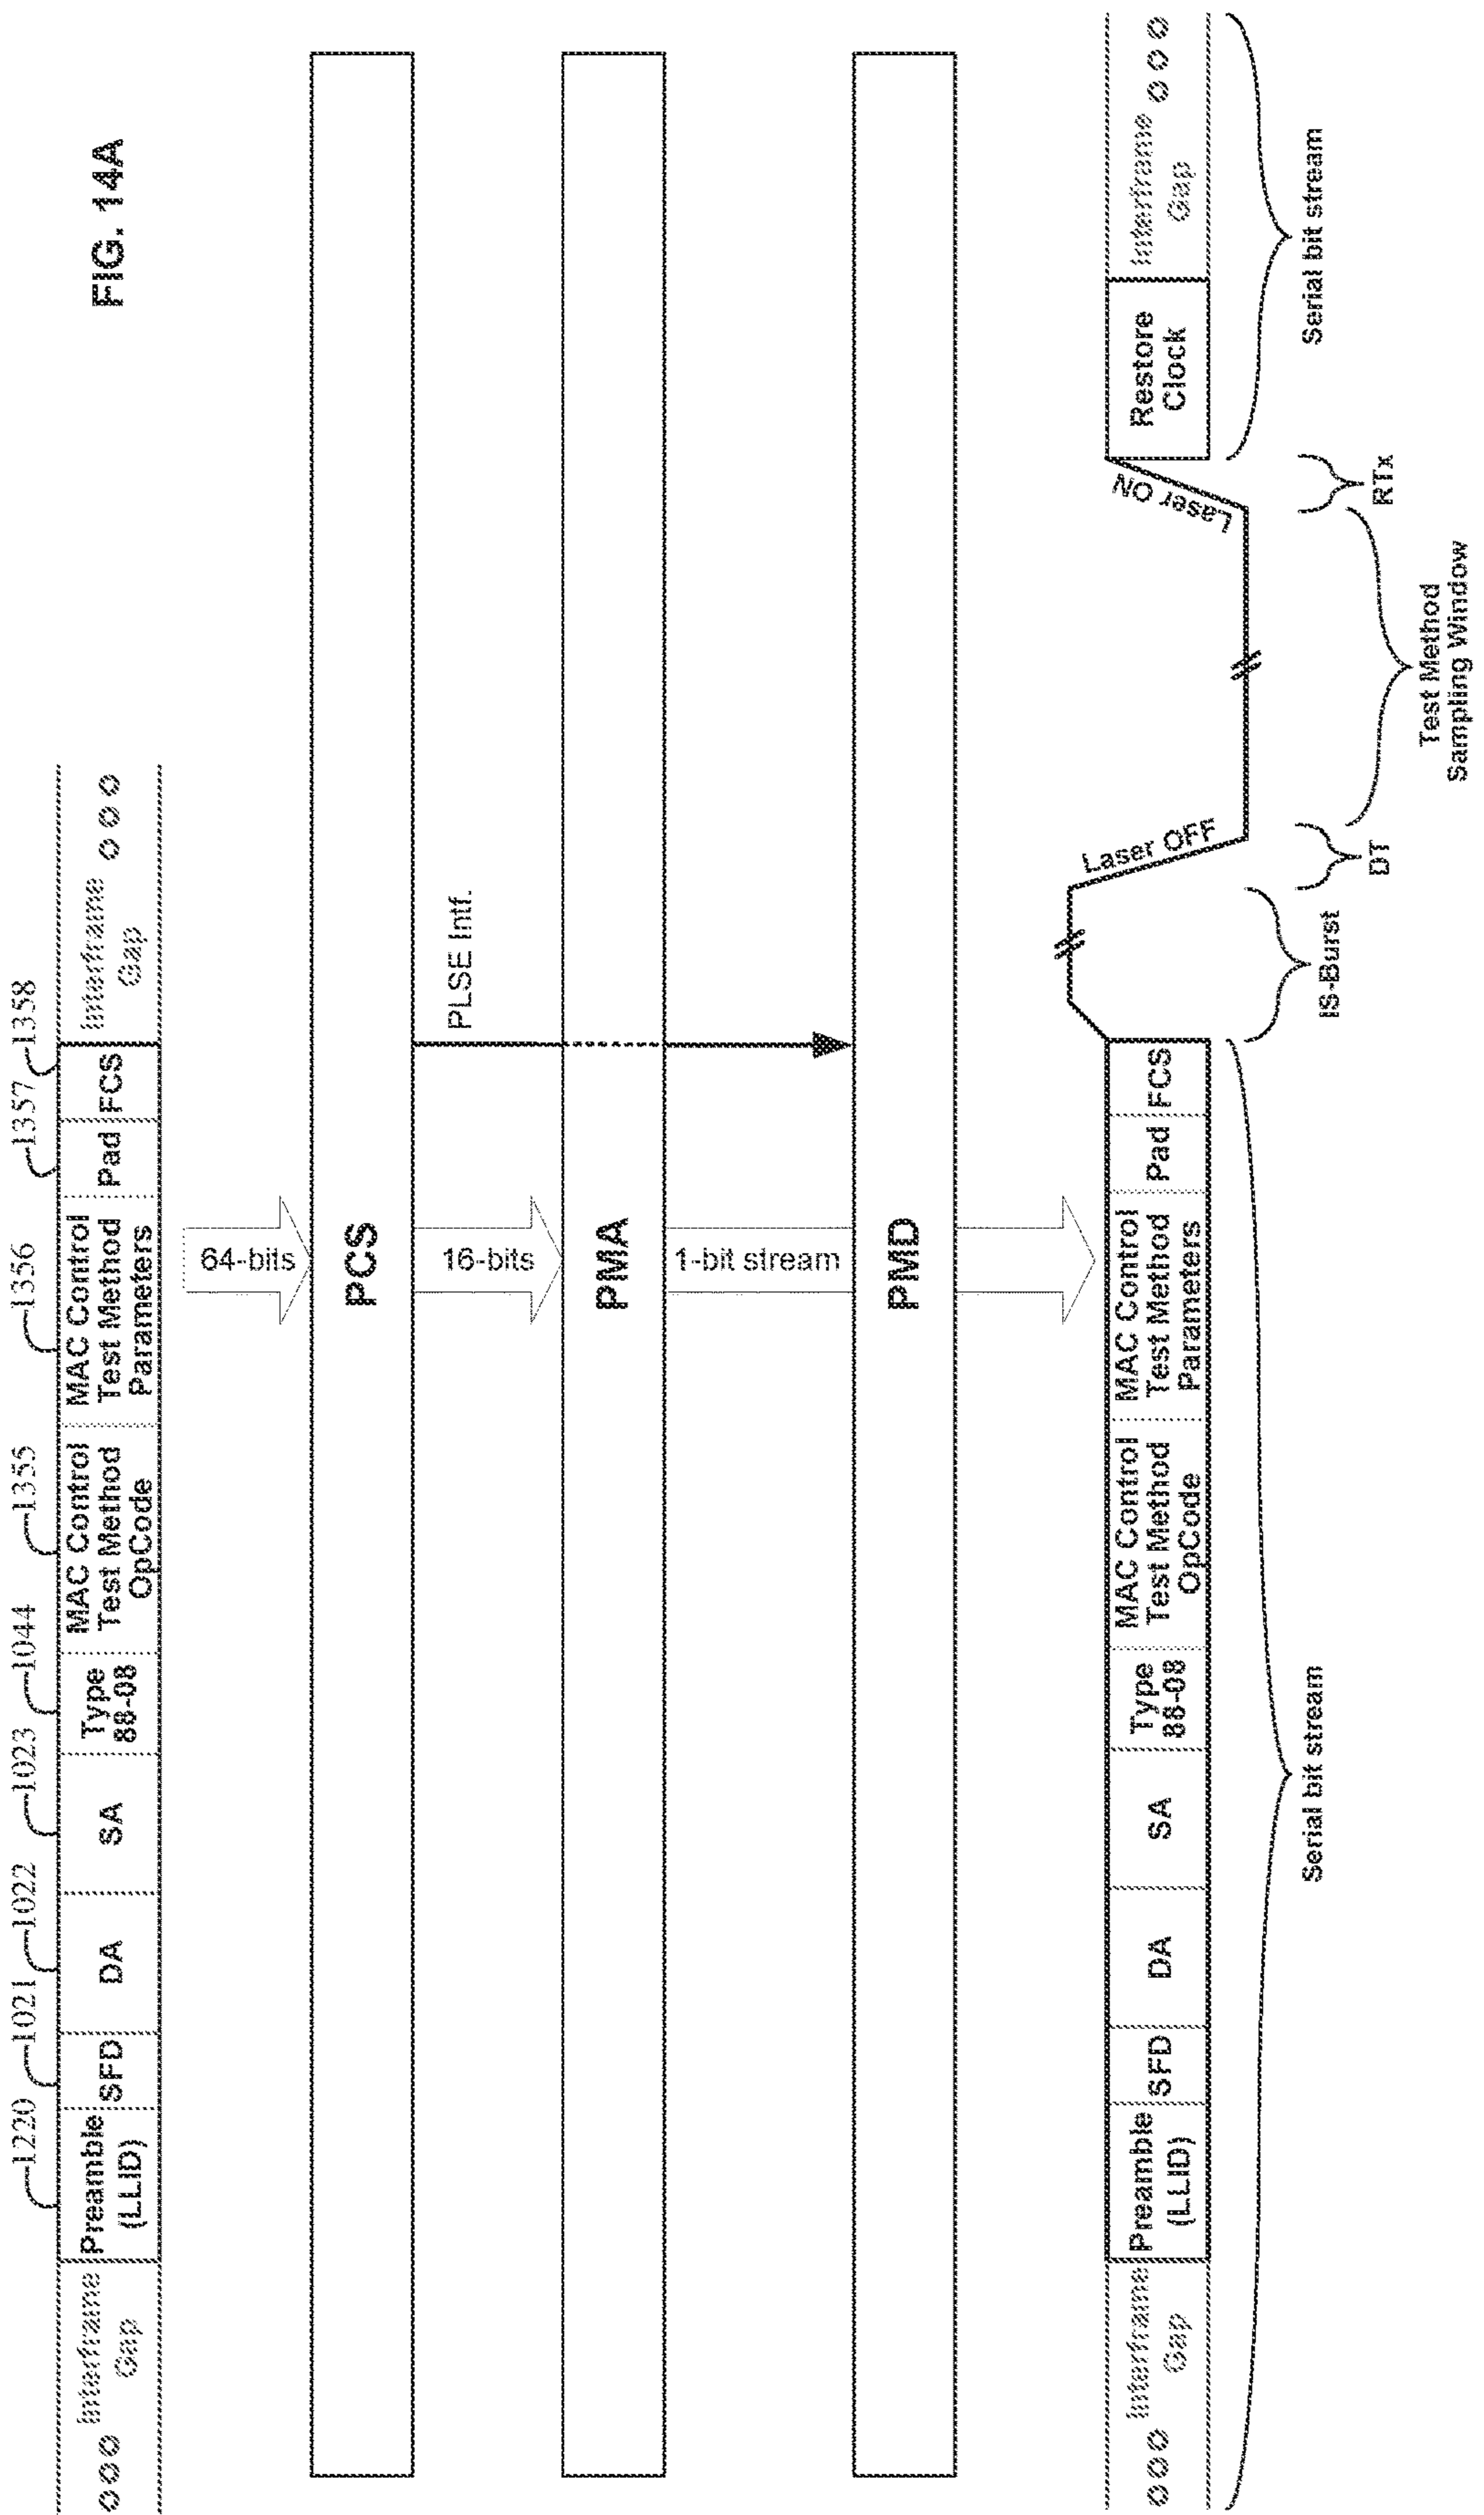 FIG. 14A
1220
1021
1022
1023
1044
1355
1356
1357
1358
Interframe
Gap
Preamble
(LLID)
SFD
DA
SA
Type
88-08
MAC Control
Test Method
OpCode
MAC Control
Test Method
Parameters
Pad
FCS
Interframe
Gap
64-bits
PCS
16-bits
PLSE Intf.
PMA
1-bit stream
PMD
Interframe
Gap
Preamble
(LLID)
SFD
DA
SA
Type
88-08
MAC Control
Test Method
OpCode
MAC Control
Test Method
Parameters
Pad
FCS
Laser OFF
Laser ON
Restore
Clock
Interframe
Gap
Serial bit stream
IS-Burst
DT
Test Method
Sampling Window
RTx
Serial bit stream